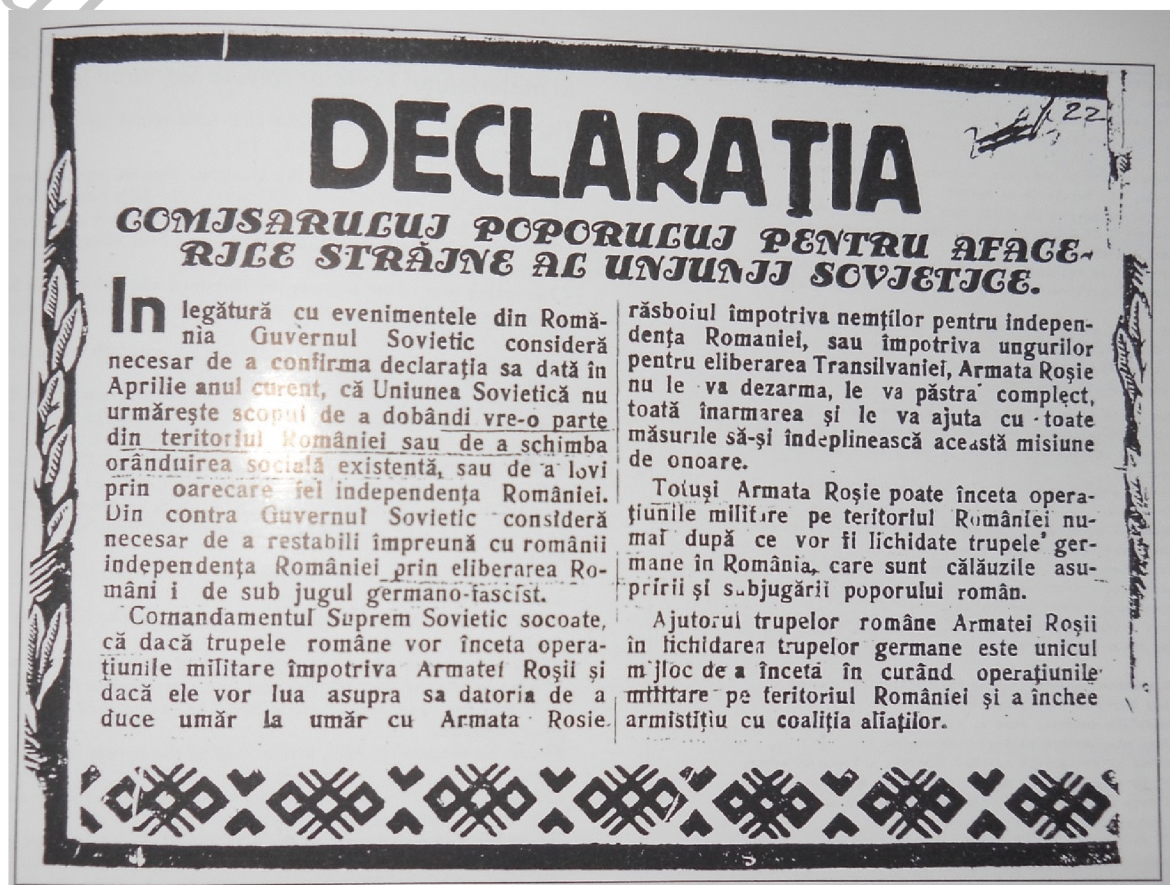 22
DECLARAŢIA
COMISARULUI POPORULUI PENTRU AFACE-
RILE STRĂINE AL UNIUNII SOVIETICE.
In legătură cu evenimentele din Româ-
nia Guvernul Sovietic consideră
necesar de a confirma declaraţia sa dată în
Aprilie anul curent, că Uniunea Sovietică nu
urmăreşte scopul de a dobândi vre-o parte
din teritoriul României sau de a schimba
orânduirea socială existentă, sau de a lovi
prin oarecare fel independenţa României.
Din contra Guvernul Sovietic consideră
necesar de a restabili împreună cu românii
independenţa României prin eliberarea Ro-
mâni i de sub jugul germano-fascist.
Comandamentul Suprem Sovietic socoate,
că dacă trupele române vor înceta opera-
ţiunile militare împotriva Armatei Roşii şi
dacă ele vor lua asupra sa datoria de a
duce umăr la umăr cu Armata Rosie
răsboiul împotriva nemţilor pentru indepen-
denţa Romaniei, sau împotriva ungurilor
pentru eliberarea Transilvaniei, Armata Roşie
nu le va dezarma, le va păstra complect,
toată înarmarea şi le va ajuta cu toate
măsurile să-şi îndeplinească această misiune
de onoare.
Totuşi Armata Roşie poate înceta opera-
ţiunile militare pe teritoriul României nu-
mai după ce vor fi lichidate trupele ger-
mane în România, care sunt călăuzile asu-
pririi şi subjugării poporului român.
Ajutorul trupelor române Armatei Roşii
in lichidarea trupelor germane este unicul
mijloc de a înceta în curând operaţiunile
militare pe teritoriul României şi a închee
armistiţiu cu coaliţia aliaţilor.